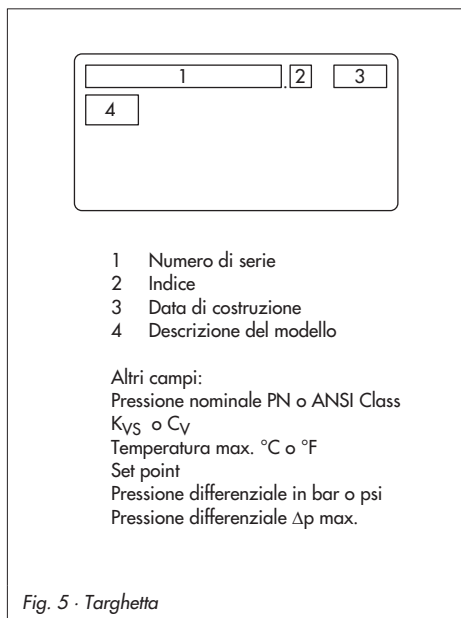 1 . 2 3
4
1 Numero di serie
2 Indice
3 Data di costruzione
4 Descrizione del modello
Altri campi:
Pressione nominale PN o ANSI Class
KVS o CV
Temperatura max. °C o °F
Set point
Pressione differenziale in bar o psi
Pressione differenziale Δp max.
Fig. 5 · Targhetta